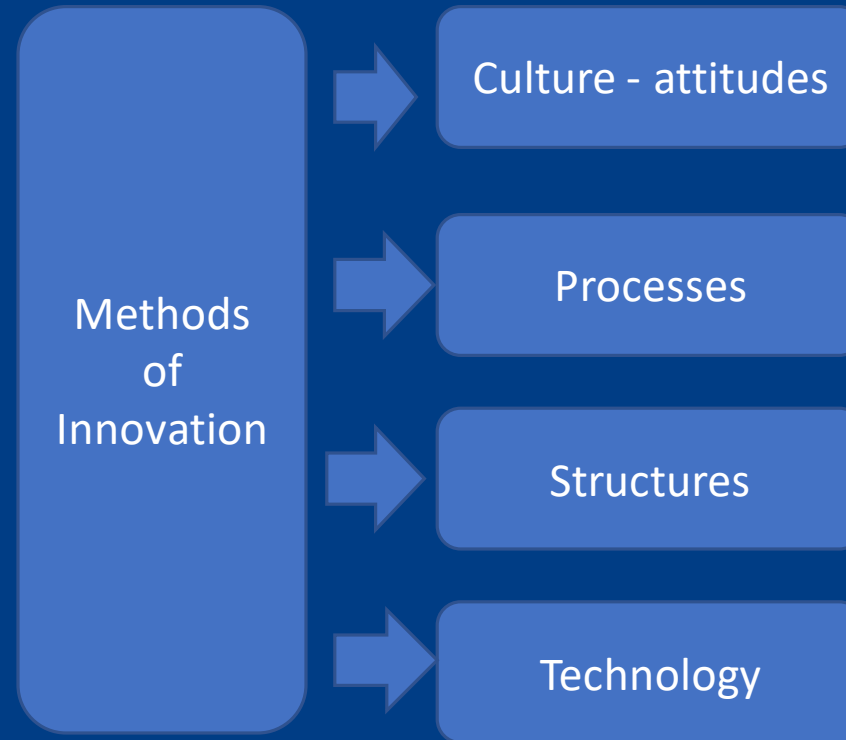 Methods
of
Innovation
Culture - attitudes
Processes
Structures
Technology